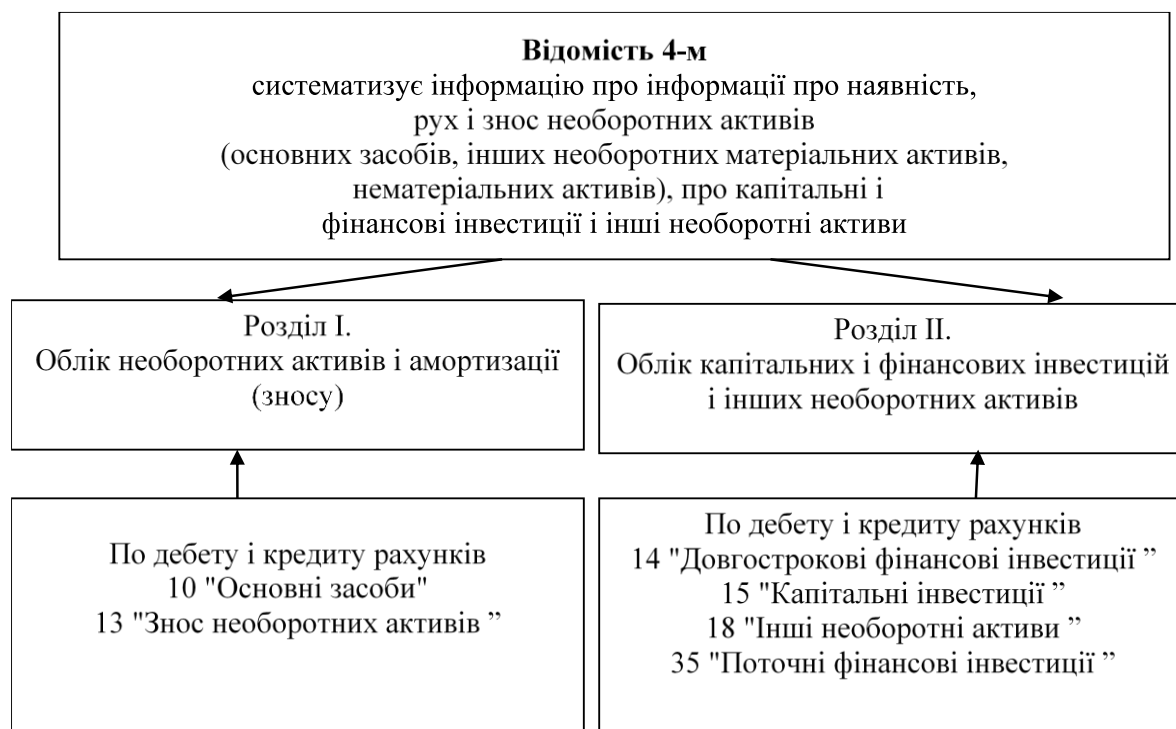 Відомість 4-м
систематизує інформацію про інформації про наявність,
рух і знос необоротних активів
(основних засобів, інших необоротних матеріальних активів,
нематеріальних активів), про капітальні і
фінансові інвестиції і інші необоротні активи
Розділ І.
Облік необоротних активів і амортизації
(зносу)
Розділ ІІ.
Облік капітальних і фінансових інвестицій
і інших необоротних активів
По дебету і кредиту рахунків
10 "Основні засоби"
13 "Знос необоротних активів ”
По дебету і кредиту рахунків
14 "Довгострокові фінансові інвестиції ”
15 "Капітальні інвестиції ”
18 "Інші необоротні активи ”
35 "Поточні фінансові інвестиції ”